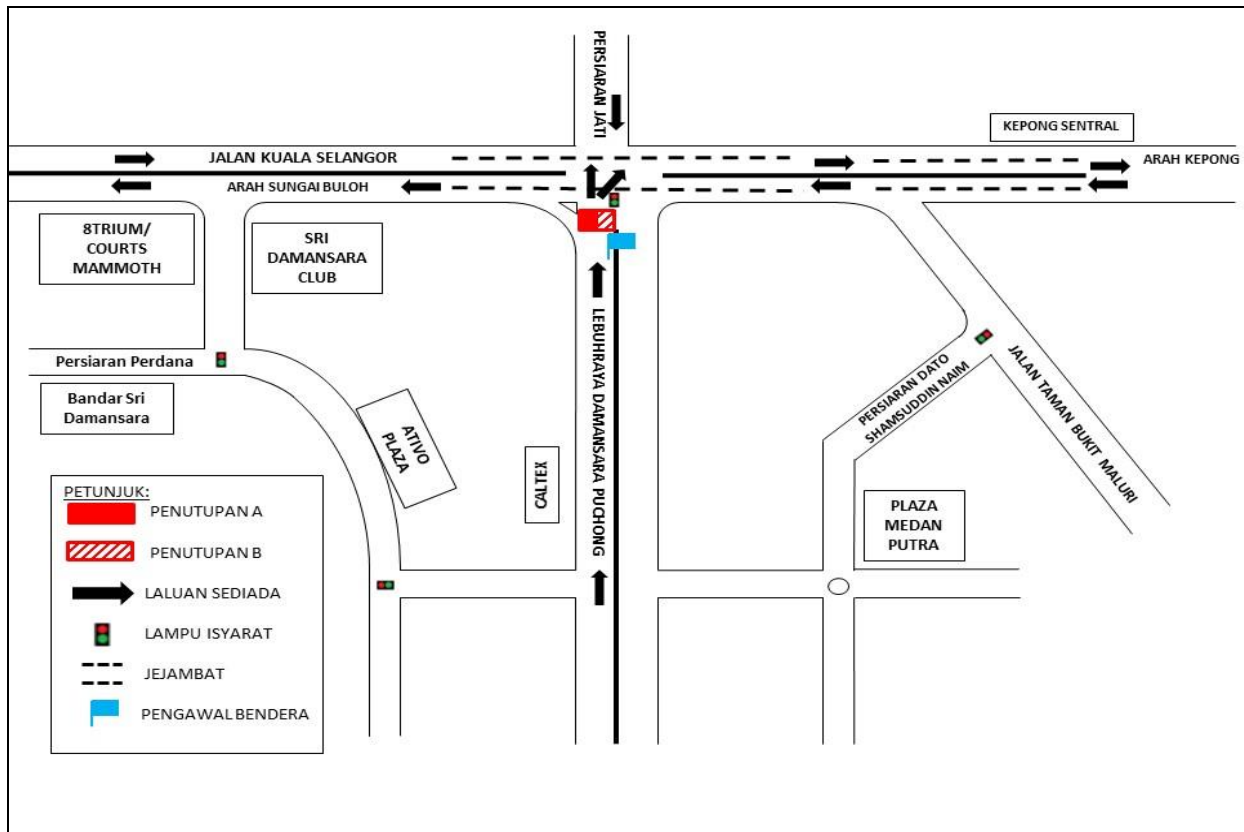 PERSIARAN JATI
KEPONG SENTRAL
JALAN KUALA SELANGOR
ARAH KEPONG
ARAH SUNGAI BULOH
8TRIUM/
COURTS
MAMMOTH
SRI
DAMANSARA
CLUB
Persiaran Perdana
Bandar Sri
Damansara
ATIVO
PLAZA
CALTEX
LEBUHRAYA DAMANSARA PUCHONG
PERSIARAN DATO
SHAMSUDDIN NAIM
JALAN TAMAN BUKIT MALURI
PLAZA
MEDAN
PUTRA
PETUNJUK:
PENUTUPAN A
PENUTUPAN B
LALUAN SEDIADA
LAMPU ISYARAT
JEJAMBAT
PENGAWAL BENDERA